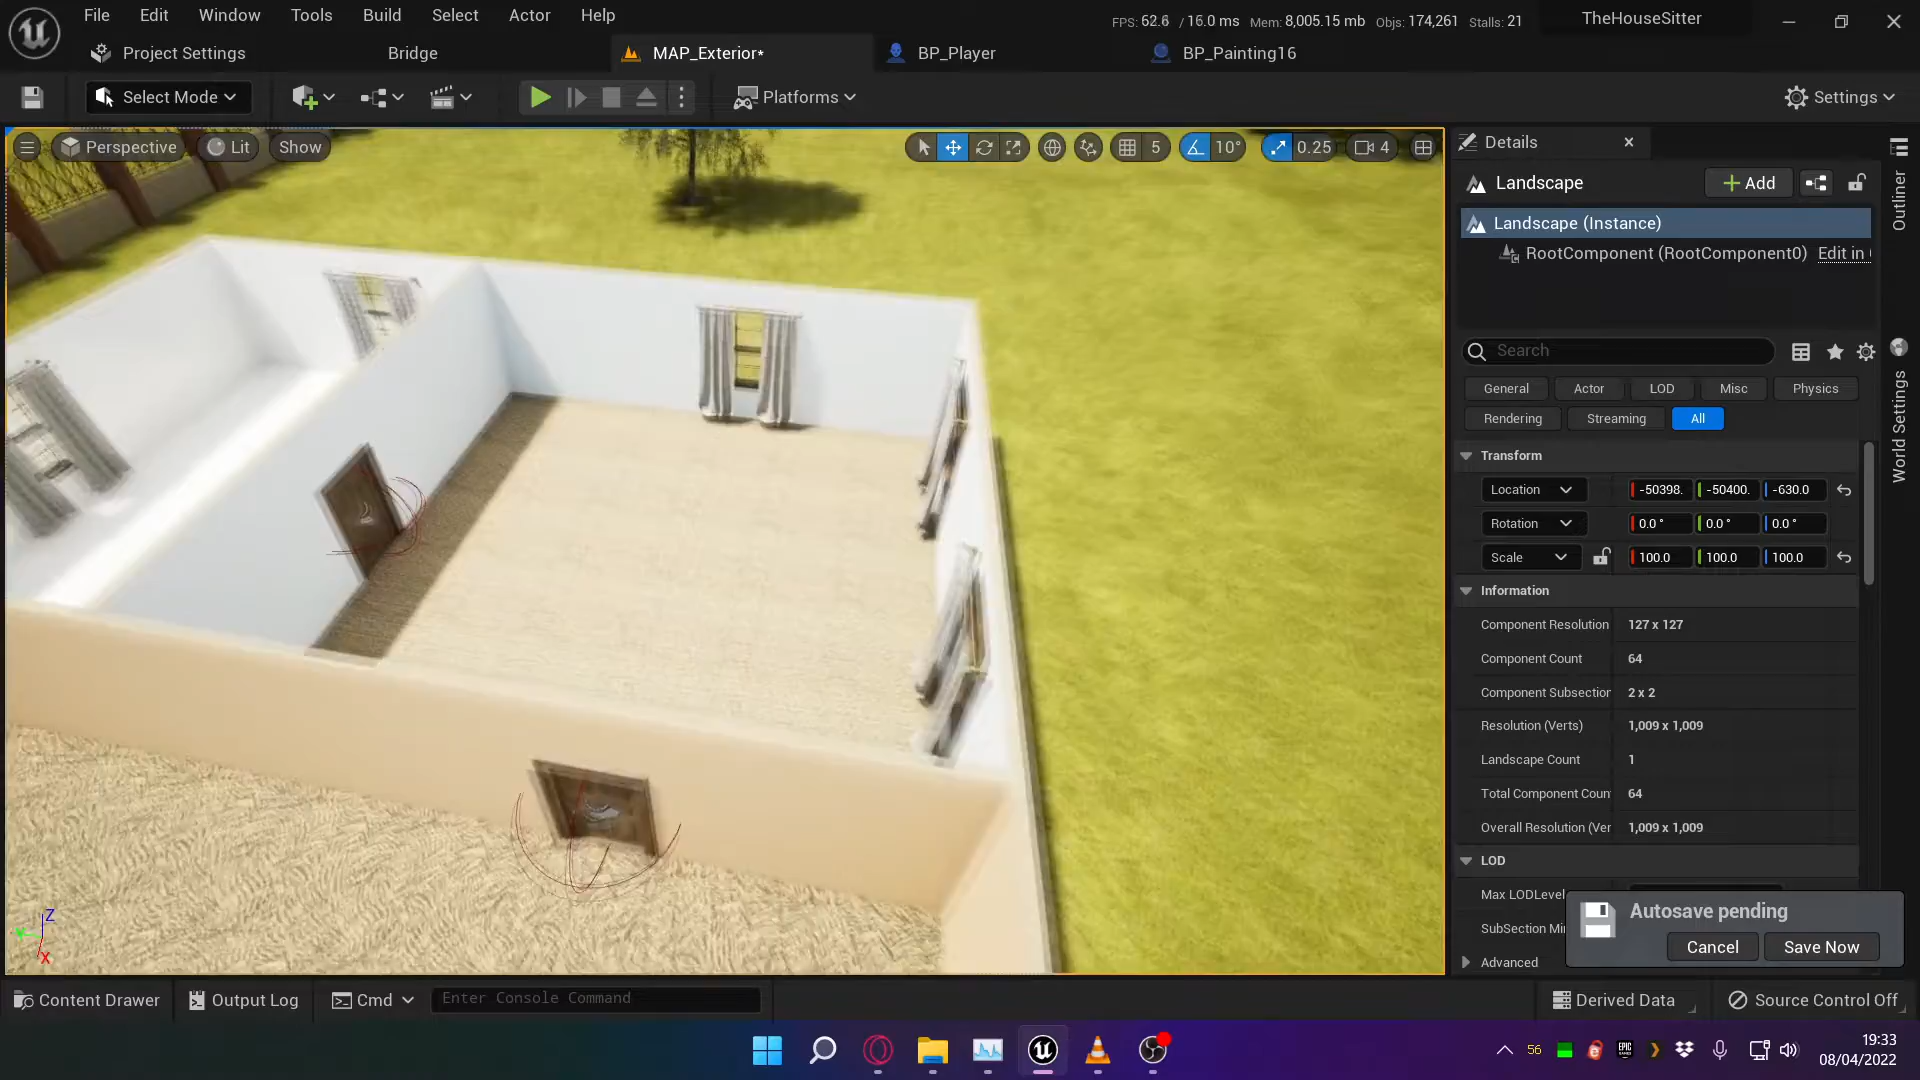 File Edit Window Tools Build Select Actor Help
FPS: 62.6 / 16.0 ms Mem: 8,005.15 mb Objs: 174,261 Stalls: 21
TheHouseSitter
Project Settings
Bridge
MAP_Exterior*
BP_Player
BP_Painting16
Select Mode
Platforms
Settings
Perspective
Lit
Show
5
10°
0.25
4
Details
Landscape
+ Add
Landscape (Instance)
RootComponent (RootComponent0) Edit in
Search
General Actor LOD Misc Physics
Rendering Streaming All
Transform
Location -50398. -50400. -630.0
Rotation 0.0 ° 0.0 ° 0.0 °
Scale 100.0 100.0 100.0
Information
Component Resolution 127 x 127
Component Count 64
Component Subsection 2 x 2
Resolution (Verts) 1,009 x 1,009
Landscape Count 1
Total Component Coun 64
Overall Resolution (Ver 1,009 x 1,009
LOD
Max LODLevel
SubSection Mi
Advanced
Autosave pending
Cancel Save Now
Outliner
World Settings
Z
X
Content Drawer
Output Log
Cmd
Enter Console Command
Derived Data
Source Control Off
56
EPIC
19:33
08/04/2022